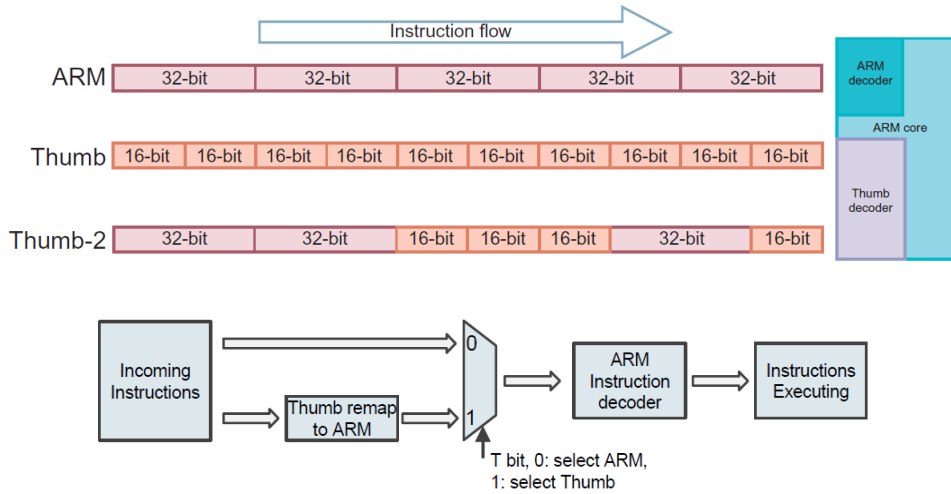 Instruction flow
ARM 32-bit 32-bit 32-bit 32-bit 32-bit
Thumb 16-bit 16-bit 16-bit 16-bit 16-bit 16-bit 16-bit 16-bit 16-bit 16-bit
Thumb-2 32-bit 32-bit 16-bit 16-bit 16-bit 32-bit 16-bit
ARM
decoder
ARM core
Thumb
decoder
Incoming
Instructions
Thumb remap
to ARM
0
1
T bit, 0: select ARM,
1: select Thumb
ARM
Instruction
decoder
Instructions
Executing